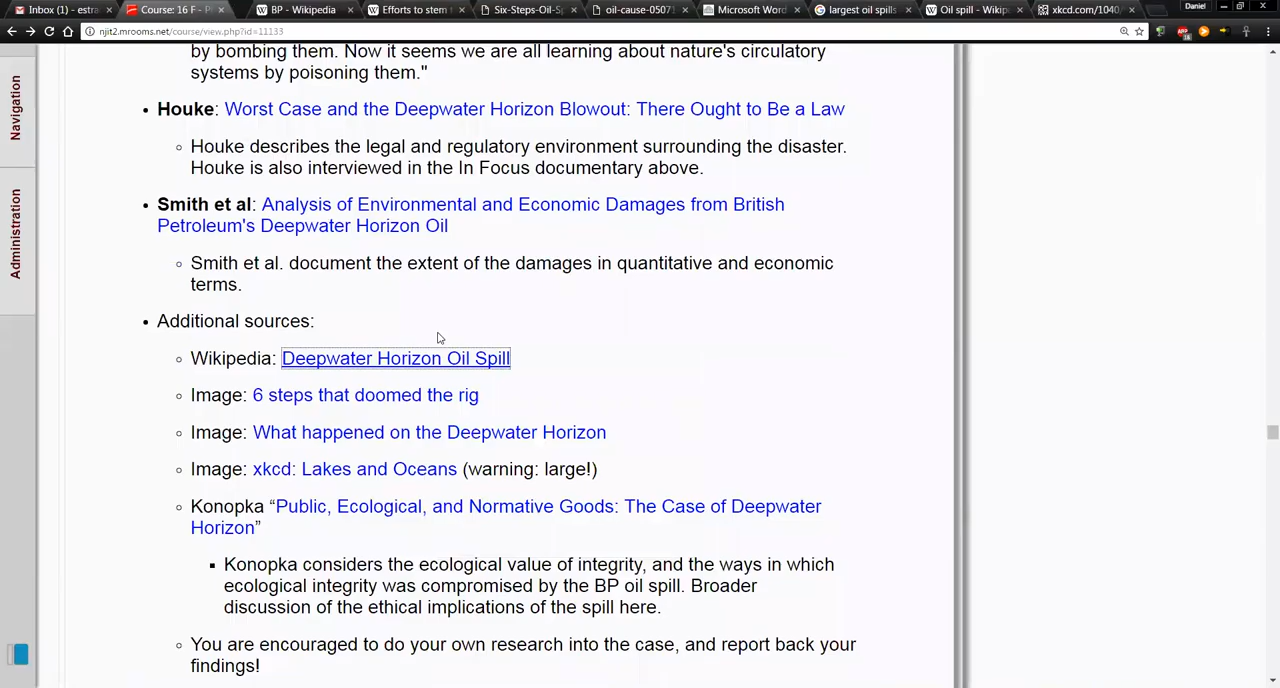 Inbox (1) - estra
Course: 16 F - P
BP - Wikipedia
Efforts to stem
Six-Steps-Oil-S
oil-cause-0507
Microsoft Word
largest oil spills
Oil spill - Wikip
xkcd.com/1040
Daniel
njit2.mrooms.net/course/view.php?id=11133
Navigation
Administration
by bombing them. Now it seems we are all learning about nature's circulatory
systems by poisoning them."
• Houke: Worst Case and the Deepwater Horizon Blowout: There Ought to Be a Law
Houke describes the legal and regulatory environment surrounding the disaster.
Houke is also interviewed in the In Focus documentary above.
• Smith et al: Analysis of Environmental and Economic Damages from British
Petroleum's Deepwater Horizon Oil
Smith et al. document the extent of the damages in quantitative and economic
terms.
• Additional sources:
Wikipedia: Deepwater Horizon Oil Spill
Image: 6 steps that doomed the rig
Image: What happened on the Deepwater Horizon
Image: xkcd: Lakes and Oceans (warning: large!)
Konopka “Public, Ecological, and Normative Goods: The Case of Deepwater
Horizon”
Konopka considers the ecological value of integrity, and the ways in which
ecological integrity was compromised by the BP oil spill. Broader
discussion of the ethical implications of the spill here.
You are encouraged to do your own research into the case, and report back your
findings!